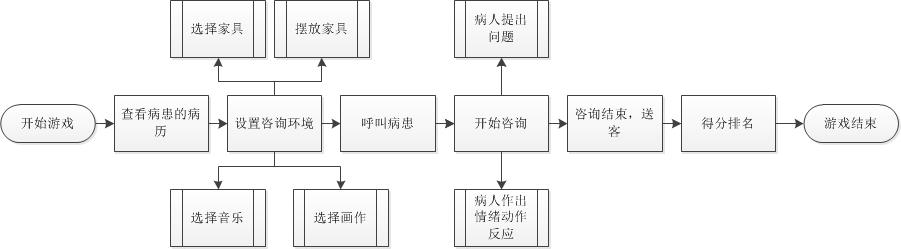 选择家具
摆放家具
病人提出
问题
开始游戏
查看病患的病
历
设置咨询环境
呼叫病患
开始咨询
咨询结束，送
客
得分排名
游戏结束
选择音乐
选择画作
病人作出
情绪动作
反应